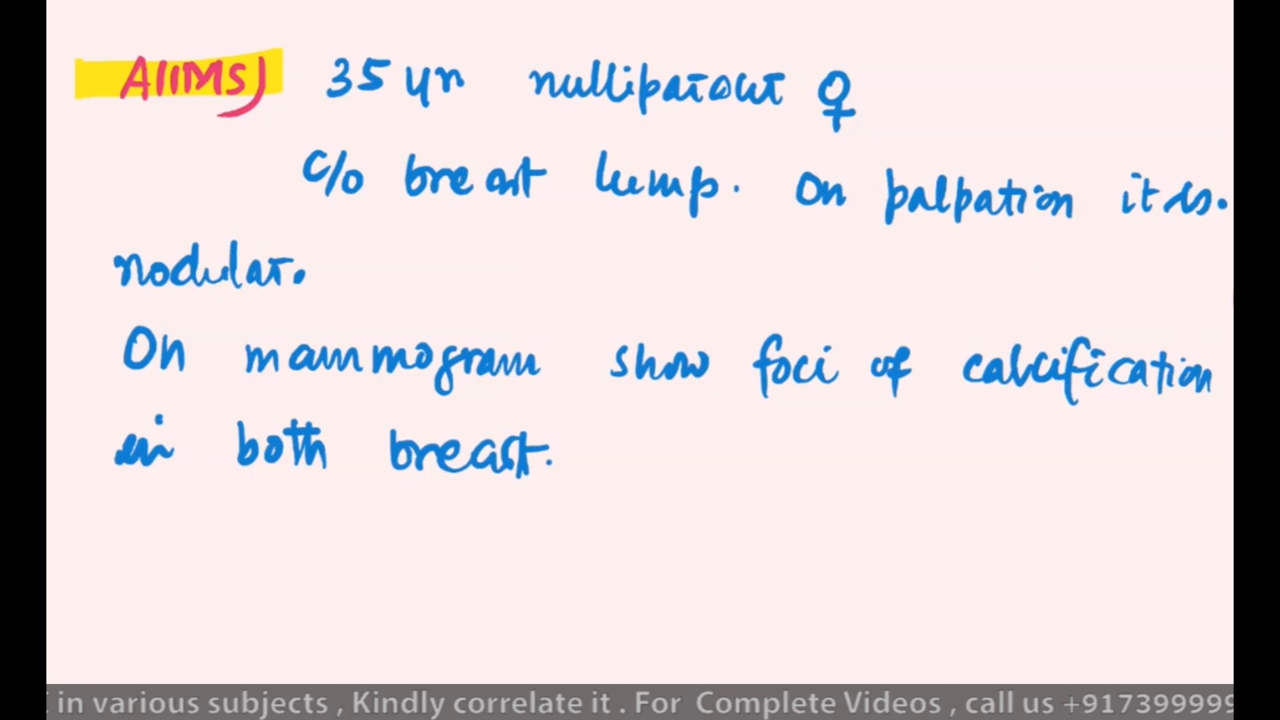 AIIMS) 35 yr nulliparous ♀
C/o breast lump. On palpation it is.
nodular.
On mammogram show foci of calcification
in both breast.
in various subjects , Kindly correlate it . For Complete Videos , call us +917399999